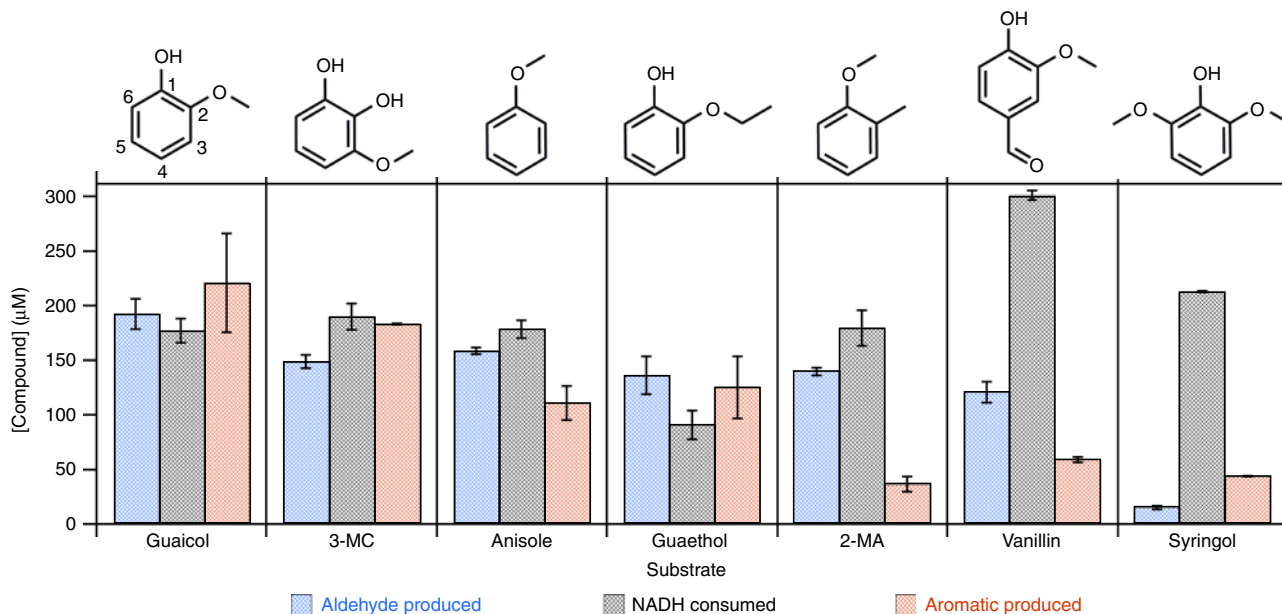 OH
1
2
3
4
5
6
O
OH
OH
O
O
OH
O
O
OH
O
O
OH
O
O
[Compound] (μM)
300
250
200
150
100
50
0
Guaicol 3-MC Anisole Guaethol 2-MA Vanillin Syringol
Substrate
Aldehyde produced NADH consumed Aromatic produced